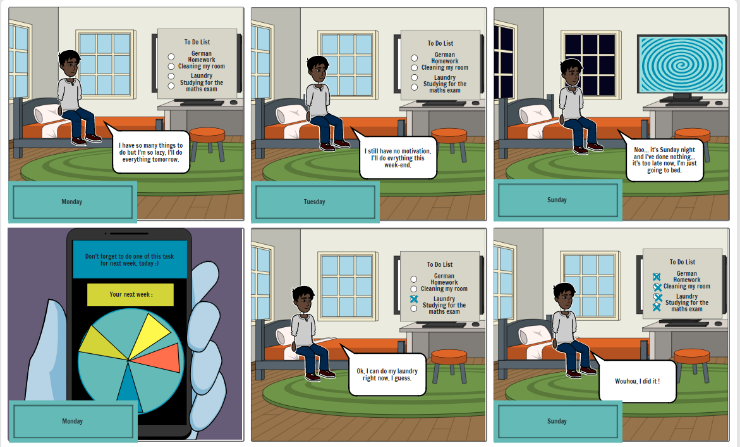 To Do List
German
Homework
Cleaning my room
Laundry
Studying for the
maths exam
I have so many things to
do but I'm so lazy. I'll do
everything tomorrow.
Monday
To Do List
German
Homework
Cleaning my room
Laundry
Studying for the
maths exam
I still have no motivation,
I'll do evrything this
week-end.
Tuesday
Noo... it's Sunday night
and I've done nothing...
it's too late now, I'm just
going to bed.
Sunday
Don't forget to do one of this task
for next week, today :)
Your next week :
Monday
To Do List
German
Homework
Cleaning my room
Laundry
Studying for the
maths exam
Ok, I can do my laundry
right now, I guess.
To Do List
German
Homework
Cleaning my room
Laundry
Studying for the
maths exam
Wouhou, I did it !
Sunday